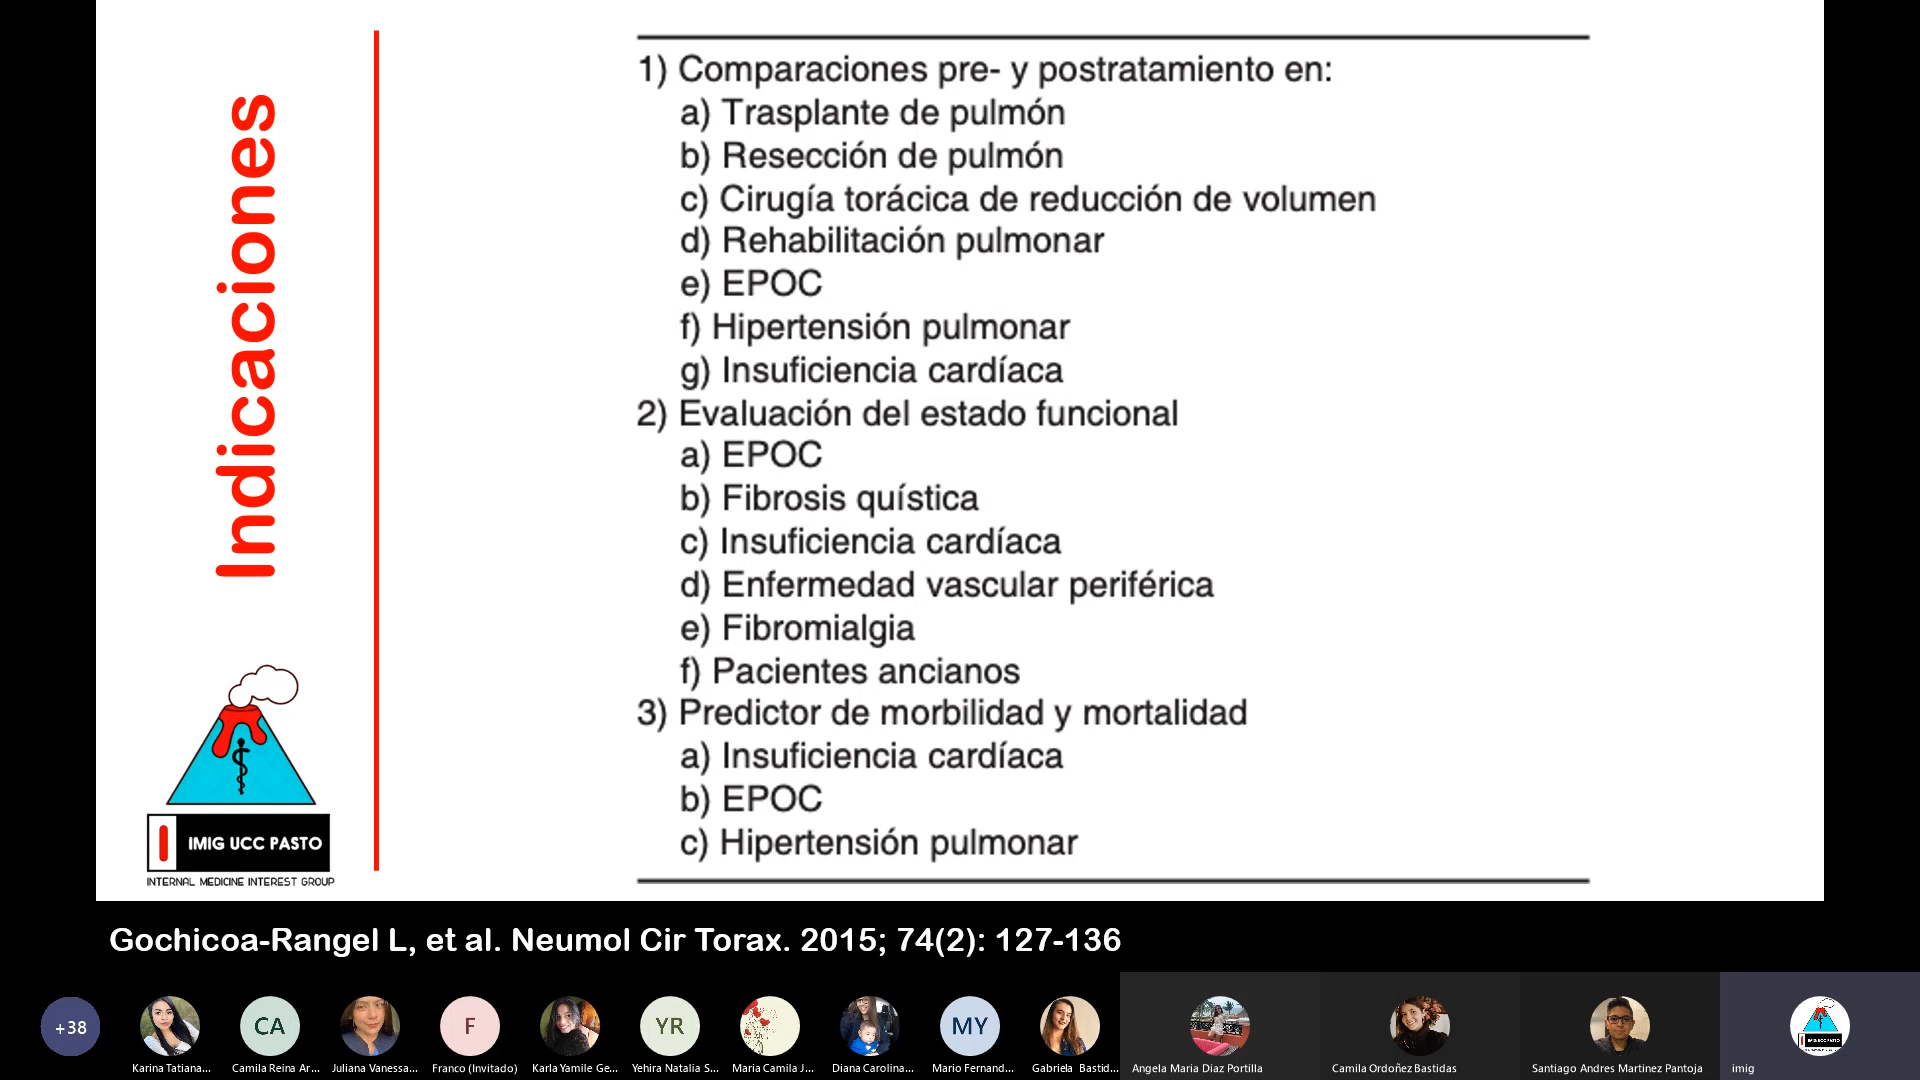 Indicaciones
IMIG UCC PASTO
INTERNAL MEDICINE INTEREST GROUP
1) Comparaciones pre- y postratamiento en:
a) Trasplante de pulmón
b) Resección de pulmón
c) Cirugía torácica de reducción de volumen
d) Rehabilitación pulmonar
e) EPOC
f) Hipertensión pulmonar
g) Insuficiencia cardíaca
2) Evaluación del estado funcional
a) EPOC
b) Fibrosis quística
c) Insuficiencia cardíaca
d) Enfermedad vascular periférica
e) Fibromialgia
f) Pacientes ancianos
3) Predictor de morbilidad y mortalidad
a) Insuficiencia cardíaca
b) EPOC
c) Hipertensión pulmonar
Gochicoa-Rangel L, et al. Neumol Cir Torax. 2015; 74(2): 127-136
+38
Karina Tatiana...
CA
Camila Reina Ar...
Juliana Vanessa...
F
Franco (Invitado)
Karla Yamile Ge...
YR
Yehira Natalia S...
Maria Camila J...
Diana Carolina...
MY
Mario Fernand...
Gabriela Bastid...
Angela Maria Diaz Portilla
Camila Ordoñez Bastidas
Santiago Andres Martinez Pantoja
imig